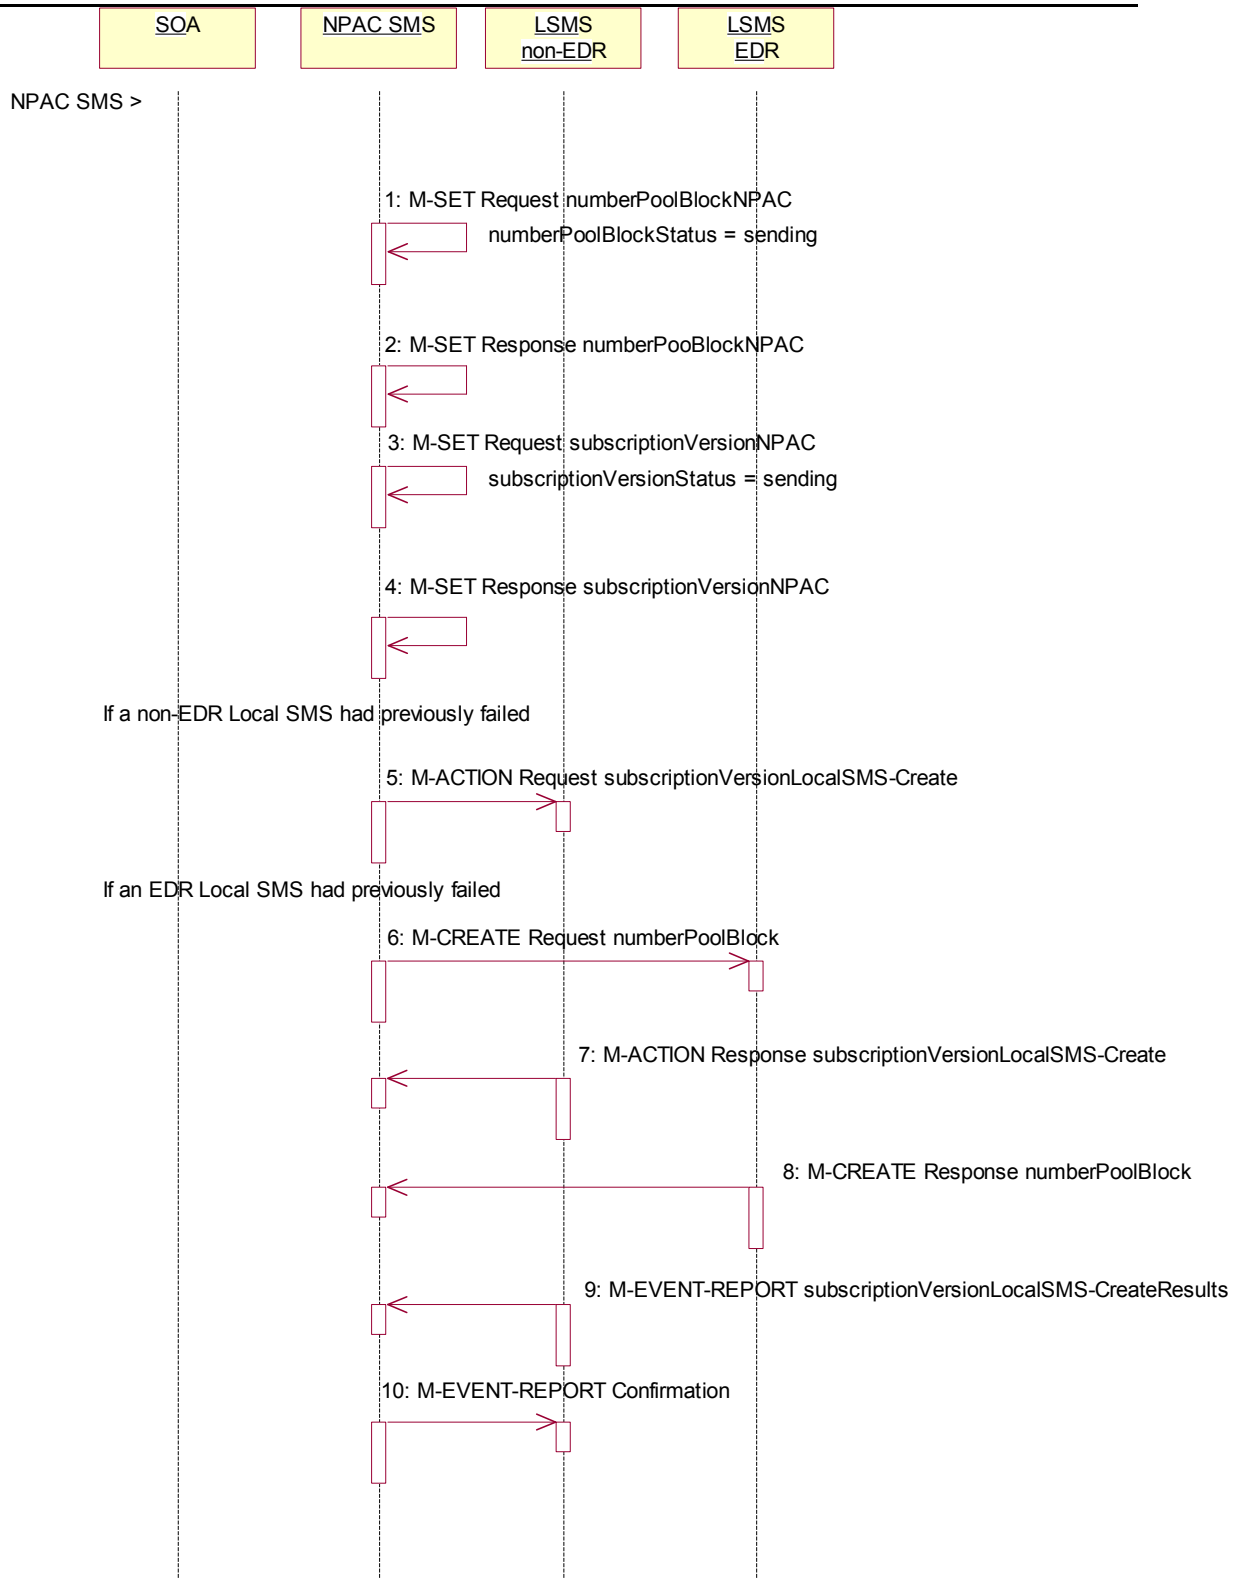 SOA
NPAC SMS
LSMS
non-EDR
LSMS
EDR
NPAC SMS >
1: M-SET Request numberPoolBlockNPAC
numberPoolBlockStatus = sending
2: M-SET Response numberPooBlockNPAC
3: M-SET Request subscriptionVersionNPAC
subscriptionVersionStatus = sending
4: M-SET Response subscriptionVersionNPAC
If a non-EDR Local SMS had previously failed
5: M-ACTION Request subscriptionVersionLocalSMS-Create
If an EDR Local SMS had previously failed
6: M-CREATE Request numberPoolBlock
7: M-ACTION Response subscriptionVersionLocalSMS-Create
8: M-CREATE Response numberPoolBlock
9: M-EVENT-REPORT subscriptionVersionLocalSMS-CreateResults
10: M-EVENT-REPORT Confirmation